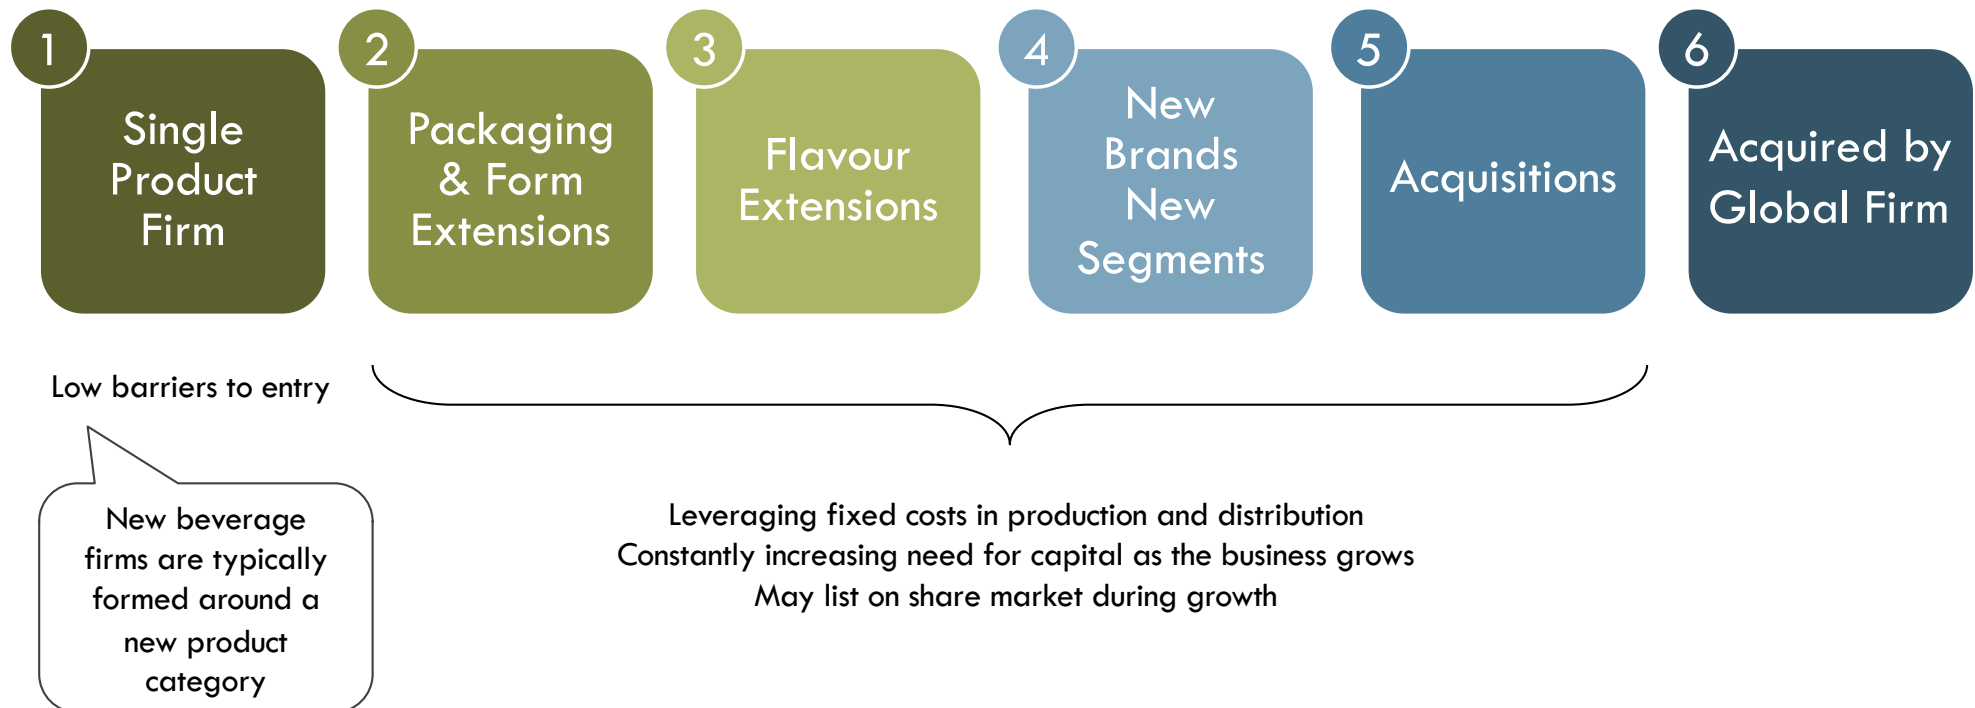 1
Single
Product
Firm
2
Packaging
& Form
Extensions
3
Flavour
Extensions
4
New
Brands
New
Segments
5
Acquisitions
6
Acquired by
Global Firm
Low barriers to entry
New beverage
firms are typically
formed around a
new product
category
Leveraging fixed costs in production and distribution
Constantly increasing need for capital as the business grows
May list on share market during growth